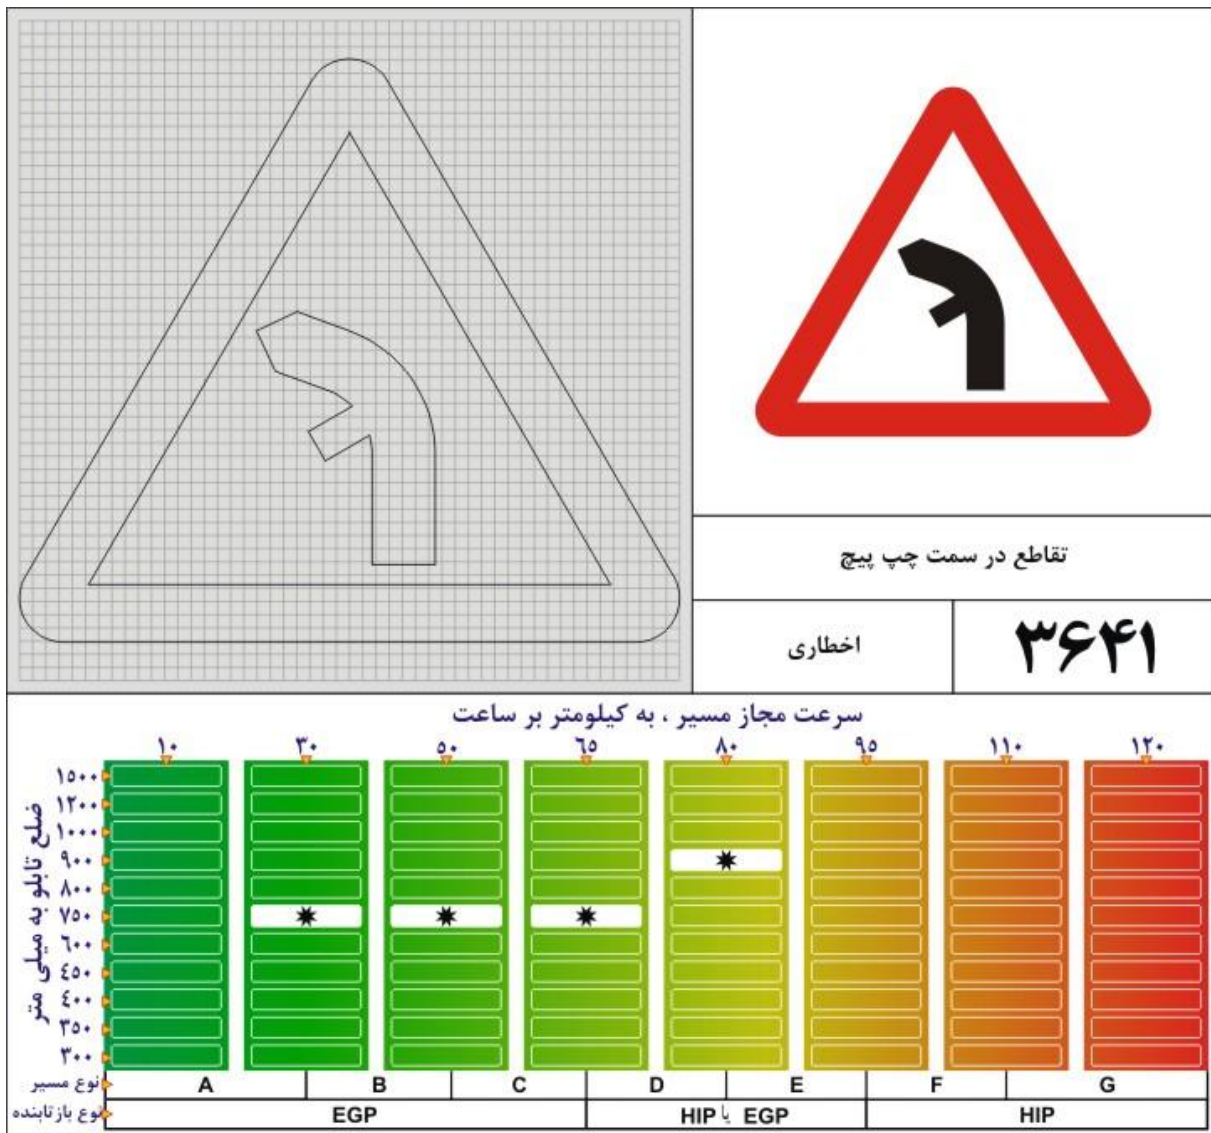 تقاطع در سمت چپ پیچ
۳۶۴۱
اخطاری
سرعت مجاز مسیر ، به کیلومتر بر ساعت
۱۰ ۳۰ ۵۰ ۶۵ ۸۰ ۹۵ ۱۱۰ ۱۲۰
ضلع تابلو به میلی متر
۱۵۰۰
۱۲۰۰
۱۰۰۰
۹۰۰
۸۰۰
۷۵۰
۶۰۰
٤۵۰
٤۰۰
۳۵۰
۳۰۰
نوع مسیر A B C D E F G
نوع بازتابنده EGP HIP یا EGP HIP